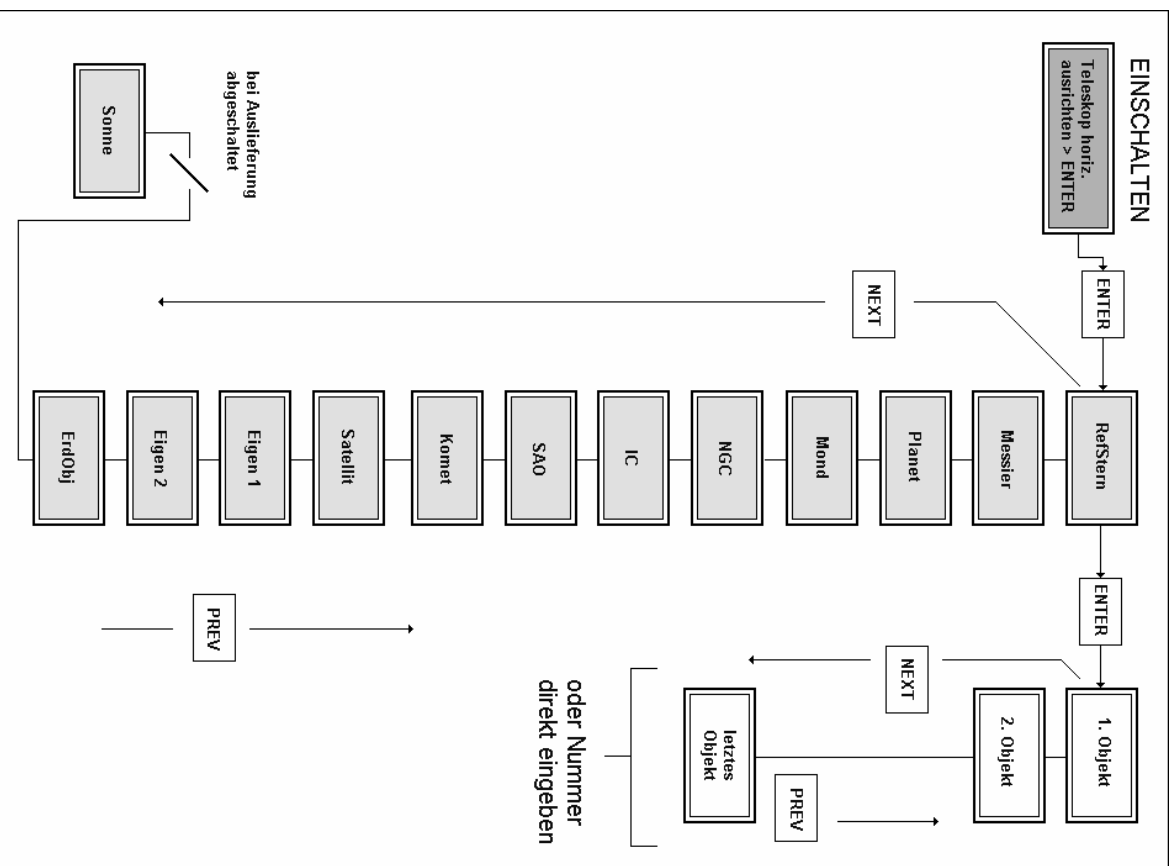 EINSCHALTEN
Teleskop horiz.
ausrichten > ENTER
ENTER
RefStern
ENTER
1. Objekt
Messier
2. Objekt
Planet
NEXT
NEXT
Mond
PREV
NGC
letztes
Objekt
IC
oder Nummer
direkt eingeben
SAO
Komet
Satellit
bei Auslieferung
abgeschaltet
Eigen 1
PREV
Eigen 2
Sonne
ErdObj